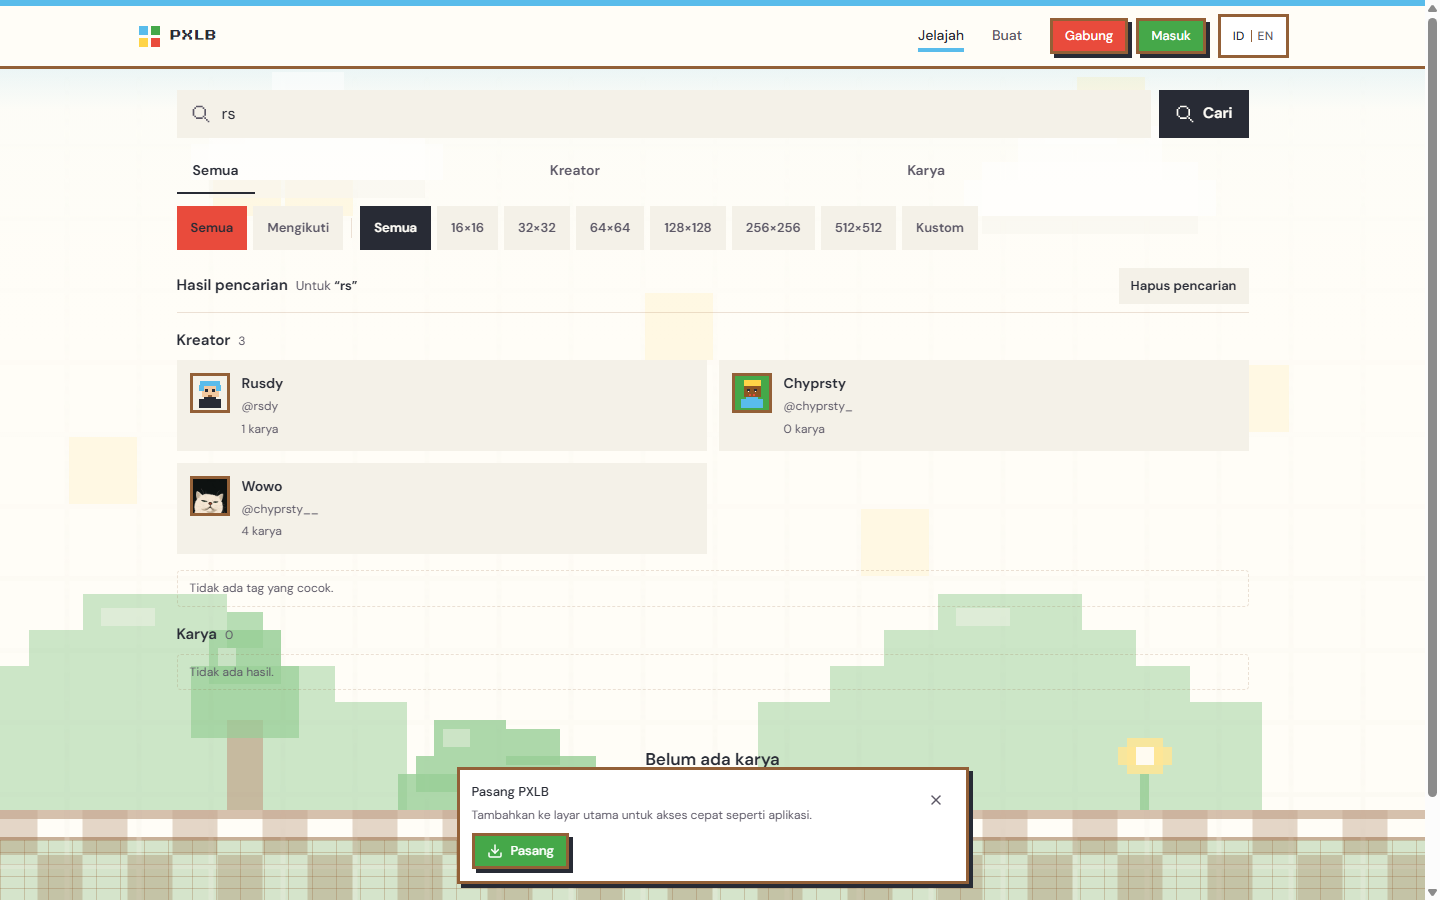 PXLB
Jelajah
Buat
Gabung
Masuk
ID | EN
rs
Cari
Semua
Kreator
Karya
Semua
Mengikuti
Semua
16×16
32×32
64×64
128×128
256×256
512×512
Kustom
Hasil pencarian Untuk “rs”
Hapus pencarian
Kreator 3
Rusdy
@rsdy
1 karya
Chyprsty
@chyprsty_
0 karya
Wowo
@chyprsty__
4 karya
Tidak ada tag yang cocok.
Karya 0
Tidak ada hasil.
Belum ada karya
Pasang PXLB
Tambahkan ke layar utama untuk akses cepat seperti aplikasi.
Pasang